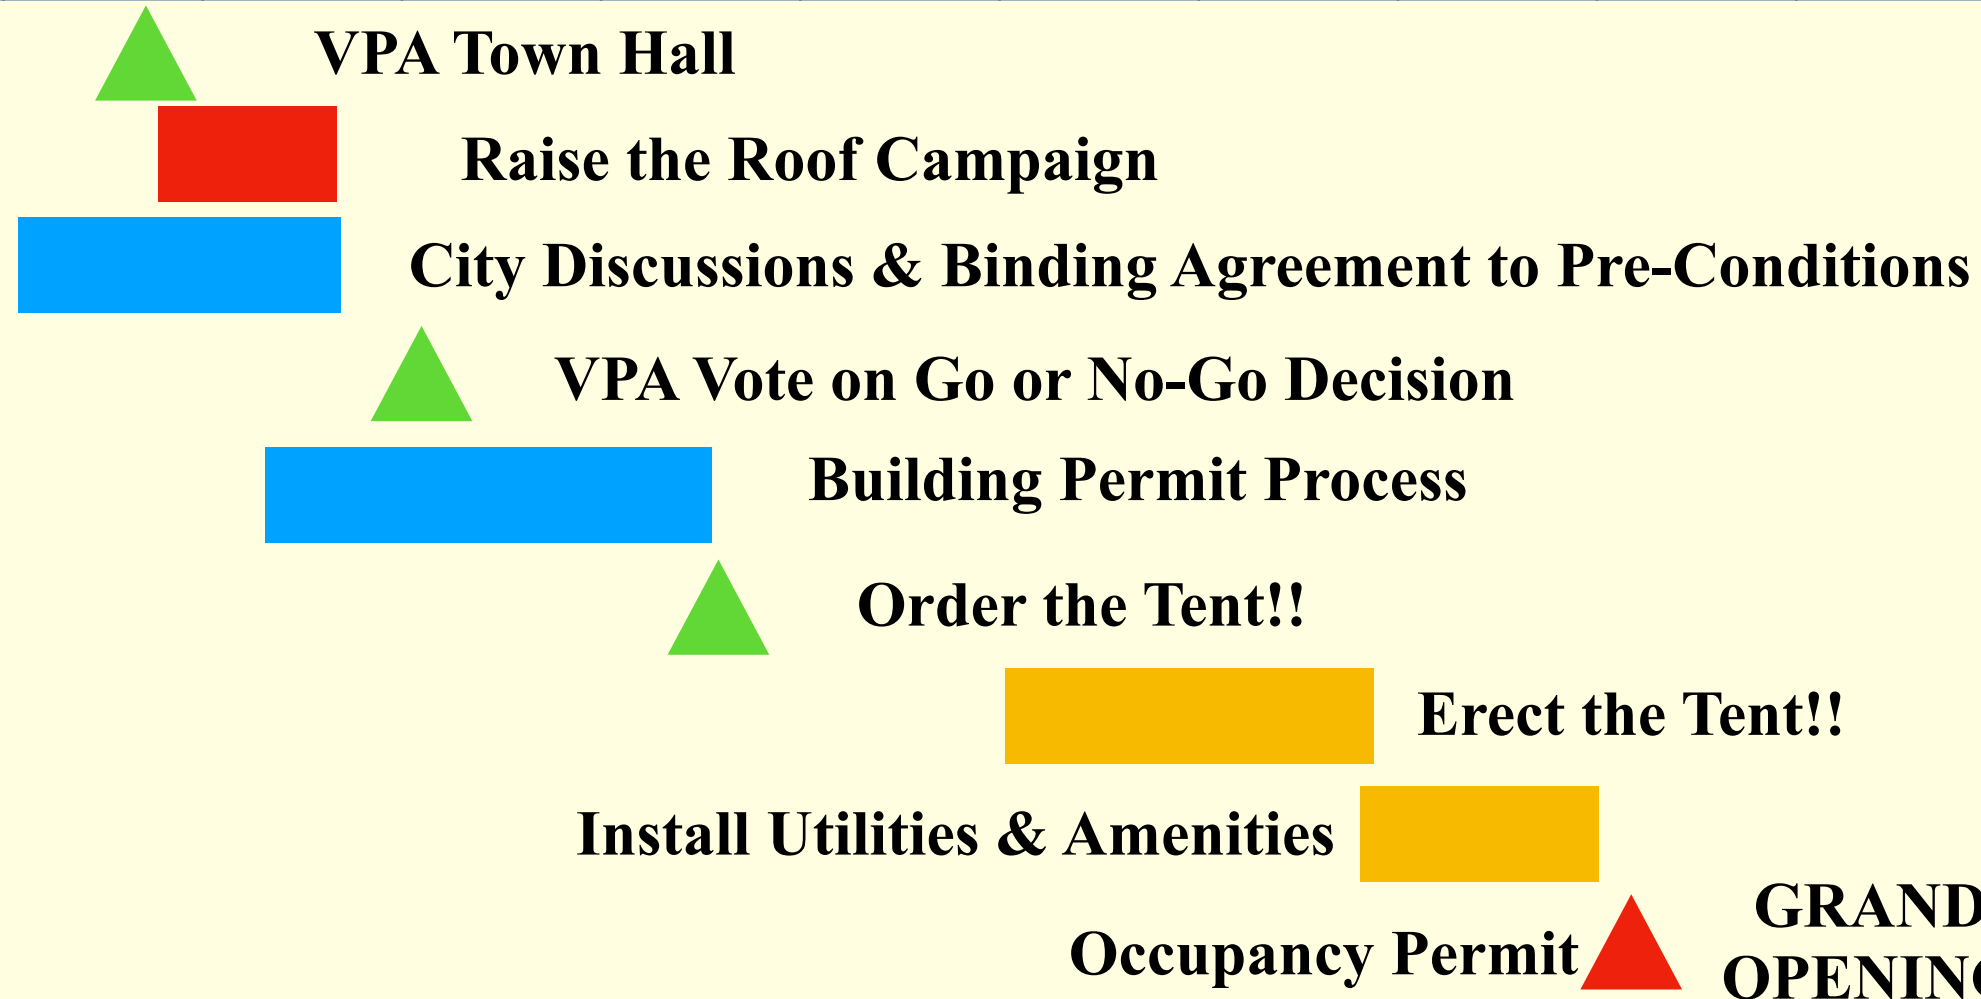 VPA Town Hall
Raise the Roof Campaign
City Discussions & Binding Agreement to Pre-Conditions
VPA Vote on Go or No-Go Decision
Building Permit Process
Order the Tent!!
Erect the Tent!!
Install Utilities & Amenities
Occupancy Permit
GRAND
OPENING